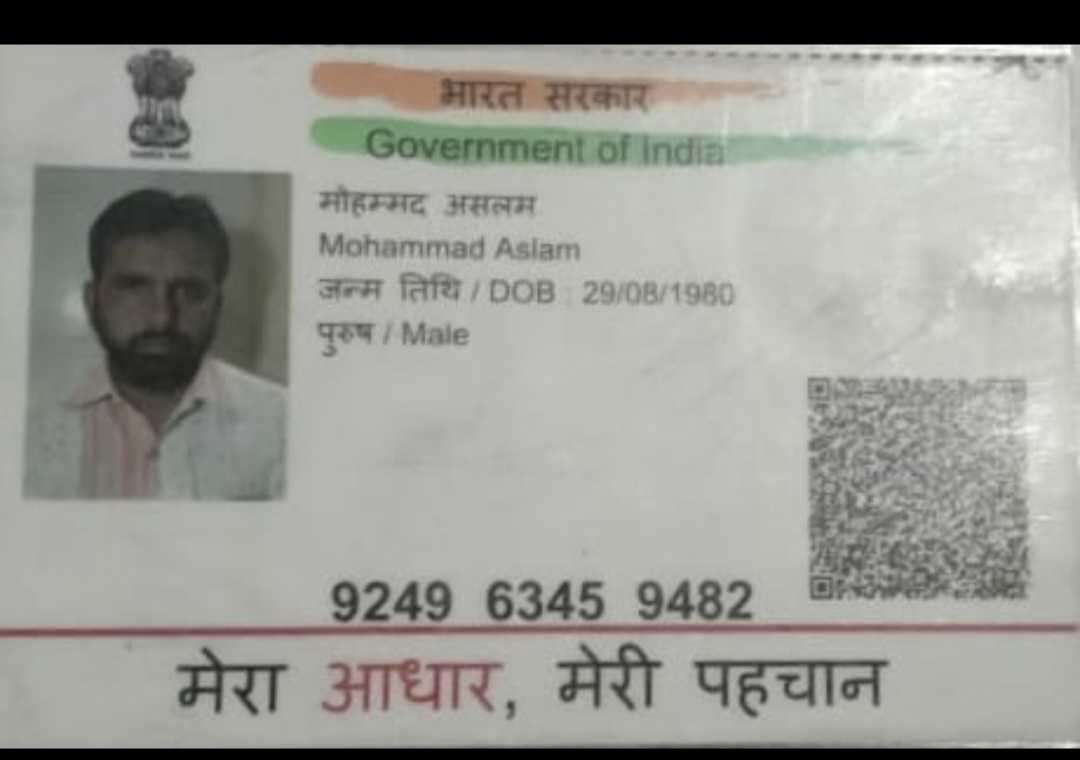 भारत सरकार
Government of India
मोहम्मद असलम
Mohammad Aslam
जन्म तिथि / DOB : 29/08/1980
पुरुष / Male
9249 6345 9482
मेरा आधार, मेरी पहचान